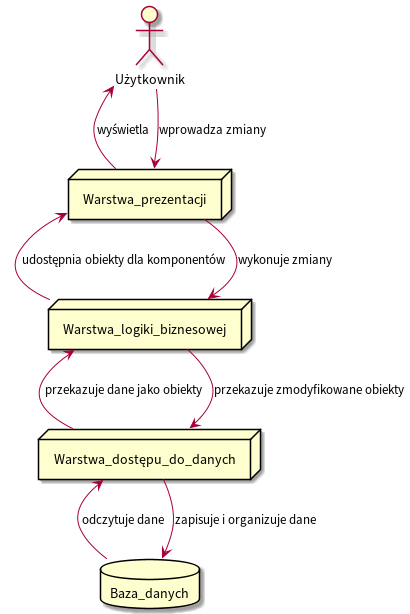 Użytkownik
wyświetla
wprowadza zmiany
Warstwa_prezentacji
udostępnia obiekty dla komponentów
wykonuje zmiany
Warstwa_logiki_biznesowej
przekazuje dane jako obiekty
przekazuje zmodyfikowane obiekty
Warstwa_dostępu_do_danych
odczytuje dane
zapisuje i organizuje dane
Baza_danych